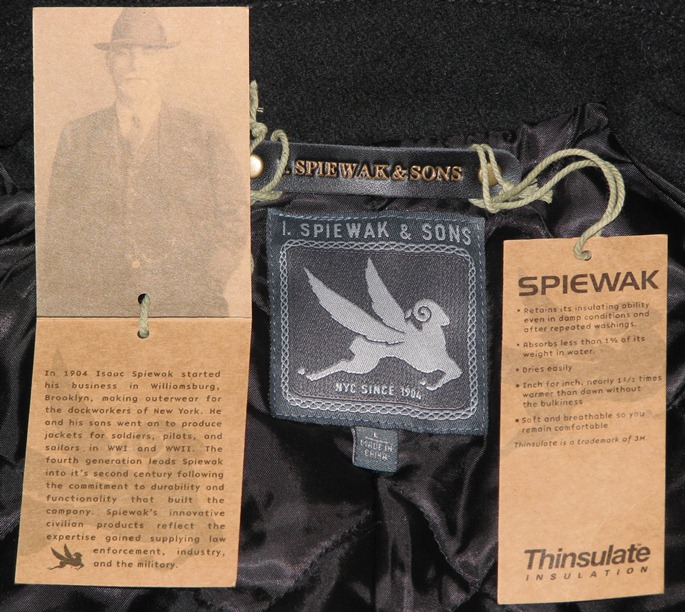 I. SPIEWAK & SONS
I. SPIEWAK & SONS
NYC SINCE 1904
L
MADE IN
CHINA
In 1904 Isaac Spiewak started
his business in Williamsburg,
Brooklyn, making outerwear for
the dockworkers of New York. He
and his sons went on to produce
jackets for soldiers, pilots, and
sailors in WWI and WWII. The
fourth generation leads Spiewak
into it's second century following
the commitment to durability and
functionality that built the
company. Spiewak's innovative
civilian products reflect the
expertise gained supplying law
enforcement, industry,
and the military.
SPIEWAK
• Retains its insulating ability
even in damp conditions and
after repeated washings.
• Absorbs less than 1% of its
weight in water.
• Dries easily
• Inch for inch, nearly 1 1/2 times
warmer than down without
the bulkiness
• Soft and breathable so you
remain comfortable
Thinsulate is a trademark of 3M.
Thinsulate™
INSULATION